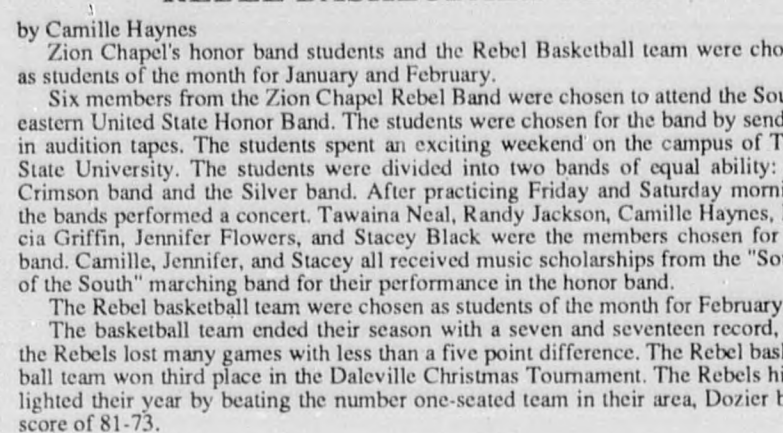 by Camille Haynes
Zion Chapel's honor band students and the Rebel Basketball team were cho
as students of the month for January and February.
Six members from the Zion Chapel Rebel Band were chosen to attend the Sou
eastern United State Honor Band. The students were chosen for the band by send
in audition tapes. The students spent an exciting weekend on the campus of T
State University. The students were divided into two bands of equal ability:
Crimson band and the Silver band. After practicing Friday and Saturday morni
the bands performed a concert. Tawaina Neal, Randy Jackson, Camille Haynes,
cia Griffin, Jennifer Flowers, and Stacey Black were the members chosen for
band. Camille, Jennifer, and Stacey all received music scholarships from the "So
of the South" marching band for their performance in the honor band.
The Rebel basketball team were chosen as students of the month for February
The basketball team ended their season with a seven and seventeen record,
the Rebels lost many games with less than a five point difference. The Rebel bask
ball team won third place in the Daleville Christmas Tournament. The Rebels hi
lighted their year by beating the number one-seated team in their area, Dozier b
score of 81-73.